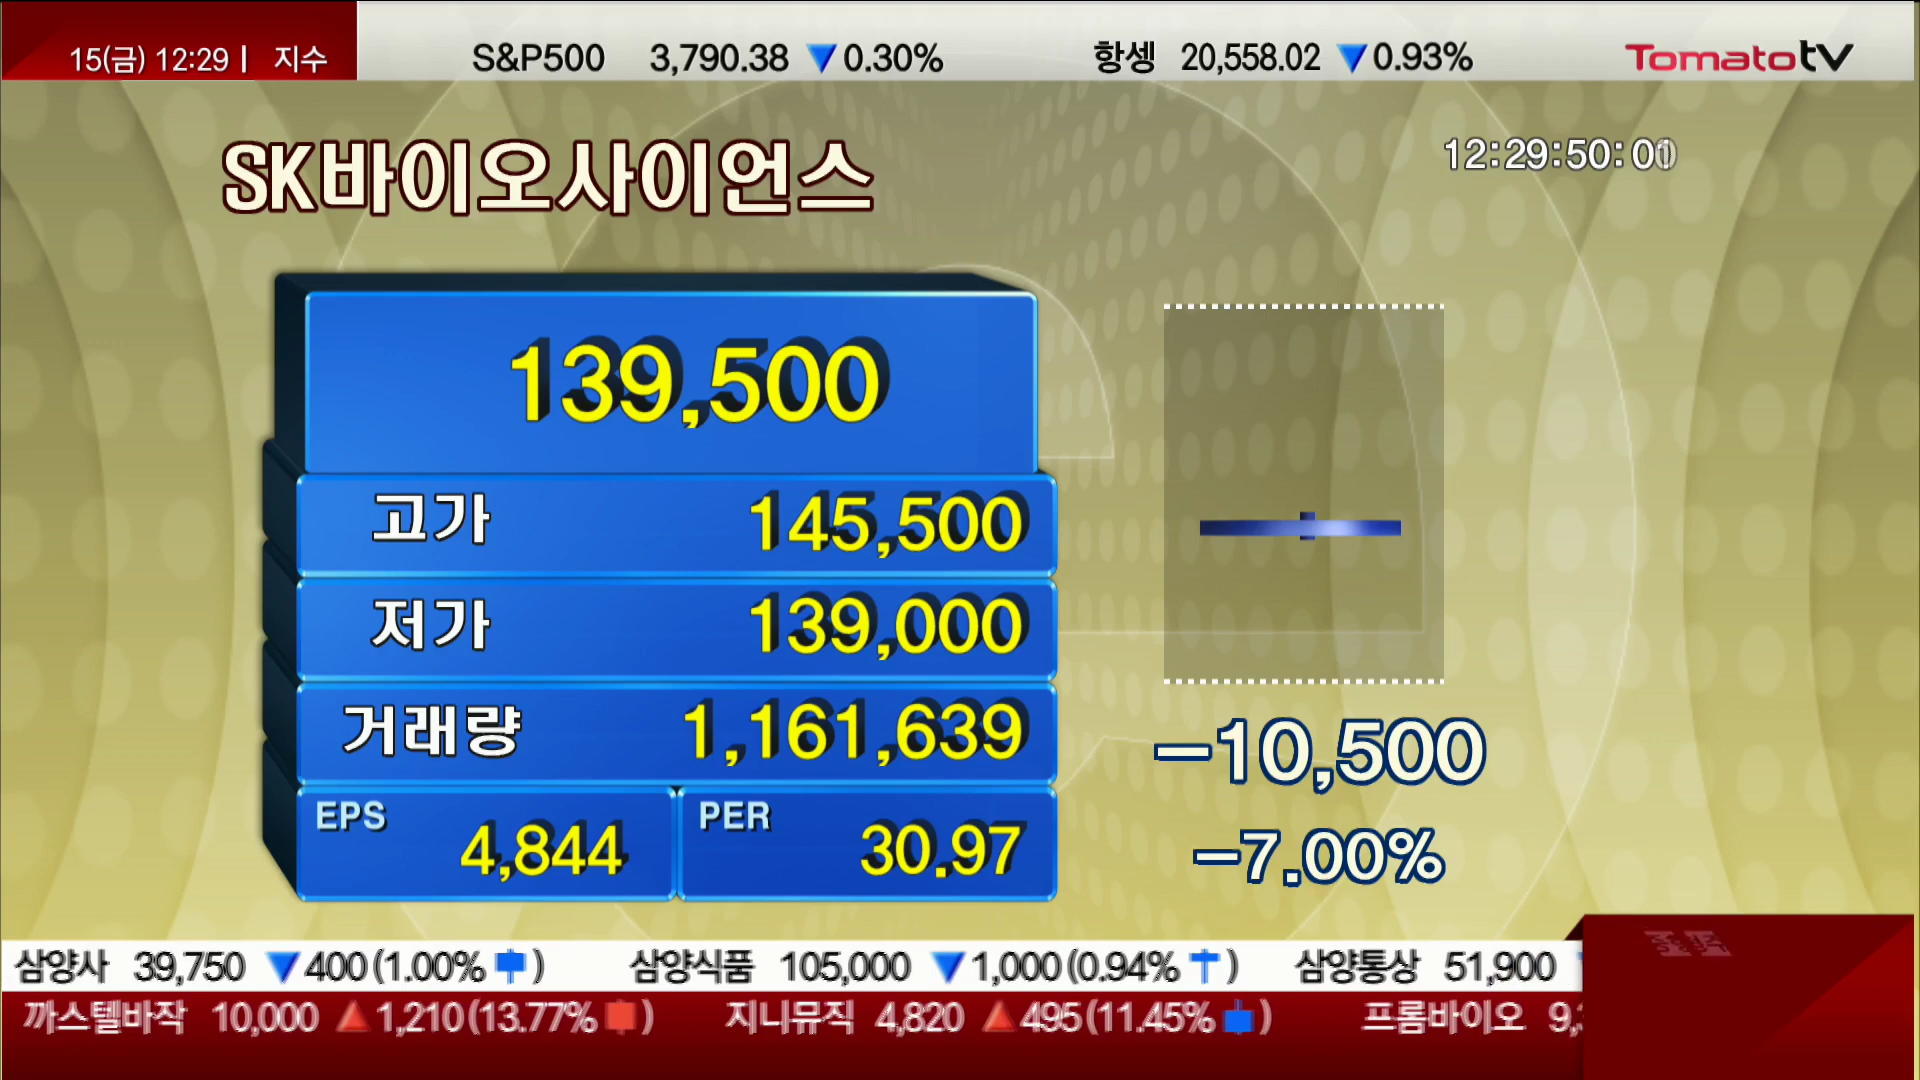 15(금) 12:29 | 지수 S&P500 3,790.38 ▼0.30% 항셍 20,558.02 ▼0.93% Tomatotv
SK바이오사이언스
12:29:50:0
139,500
고가 145,500
저가 139,000
거래량 1,161,639
EPS 4,844 PER 30.97
-10,500
-7.00%
삼양사 39,750 ▼400(1.00%) 삼양식품 105,000 ▼1,000(0.94%) 삼양통상 51,900
까스텔바작 10,000 ▲1,210(13.77%) 지니뮤직 4,820 ▲495(11.45%) 프롬바이오 9,